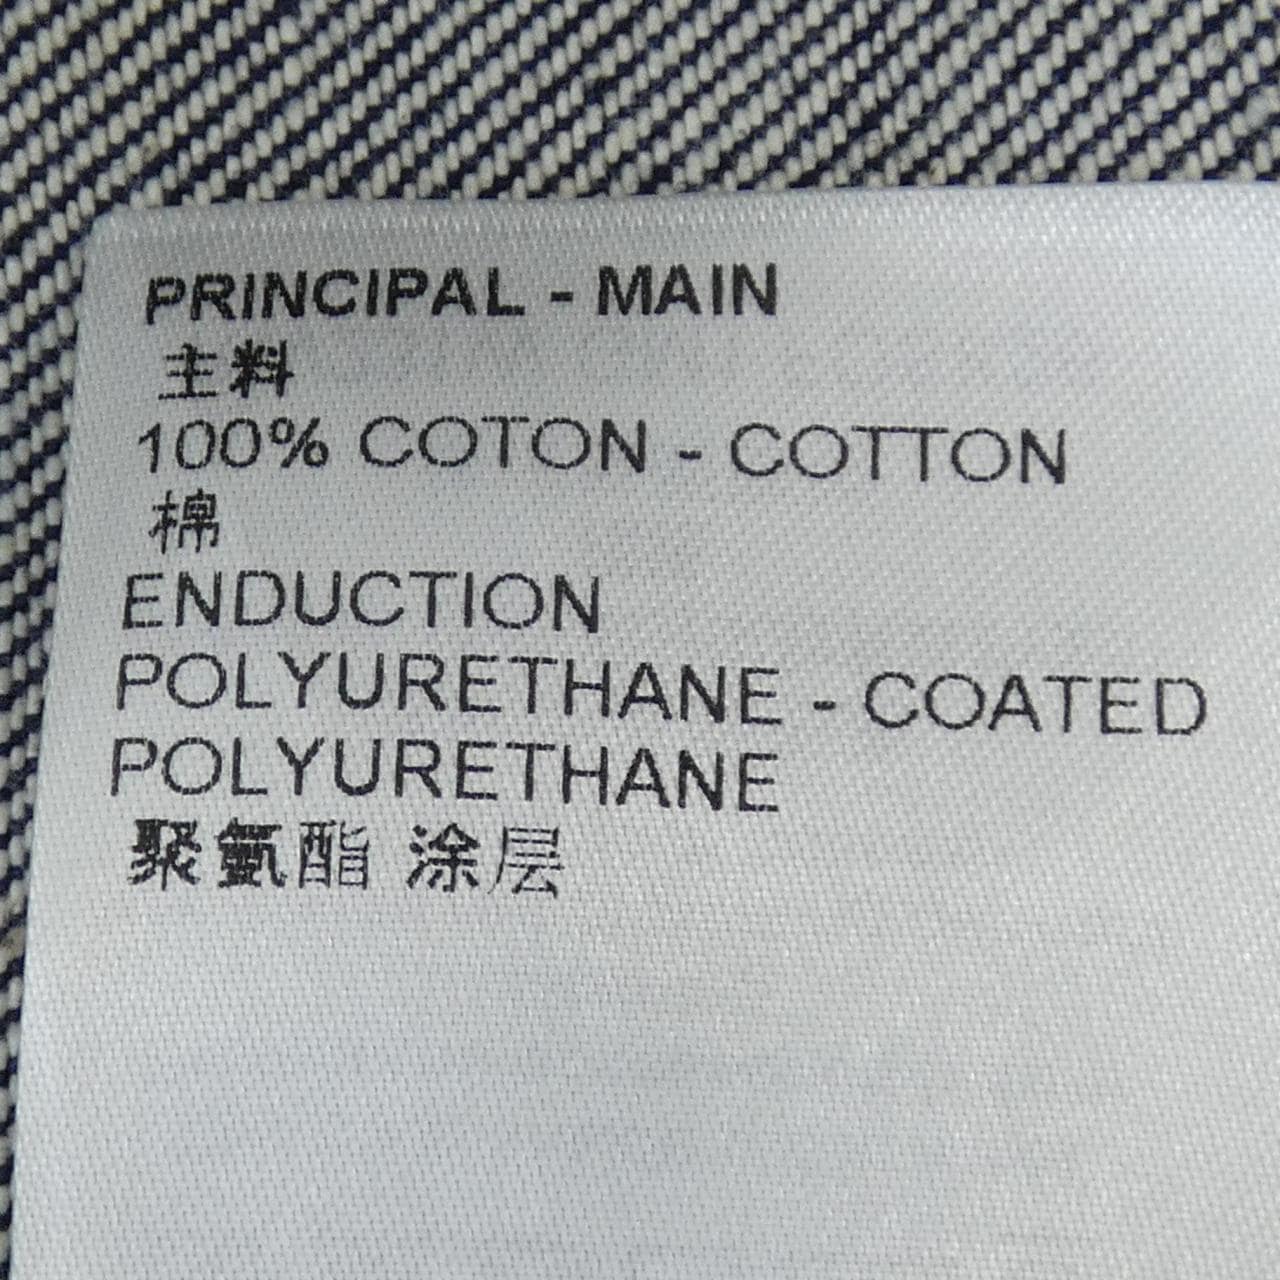 PRINCIPAL - MAIN
主料
100% COTON - COTTON
棉
ENDUCTION
POLYURETHANE - COATED
POLYURETHANE
聚氨酯 涂层